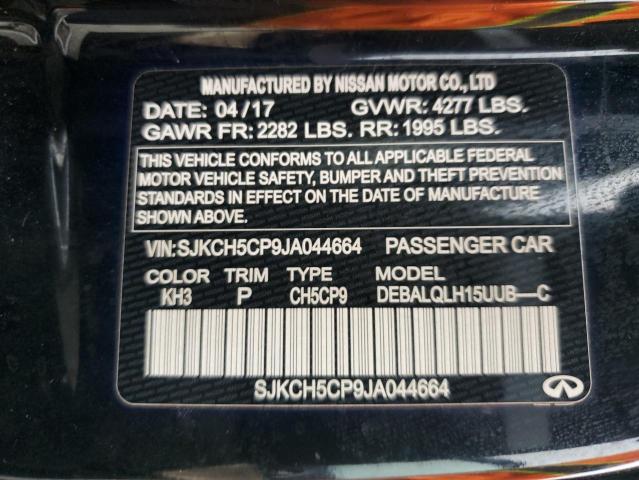 MANUFACTURED BY NISSAN MOTOR CO., LTD
DATE: 04/17 GVWR: 4277 LBS.
GAWR FR: 2282 LBS. RR: 1995 LBS.
THIS VEHICLE CONFORMS TO ALL APPLICABLE FEDERAL
MOTOR VEHICLE SAFETY, BUMPER AND THEFT PREVENTION
STANDARDS IN EFFECT ON THE DATE OF MANUFACTURE
SHOWN ABOVE.
VIN:SJKCH5CP9JA044664 PASSENGER CAR
COLOR TRIM TYPE MODEL
KH3 P CH5CP9 DEBALQLH15UUB—C
SJKCH5CP9JA044664